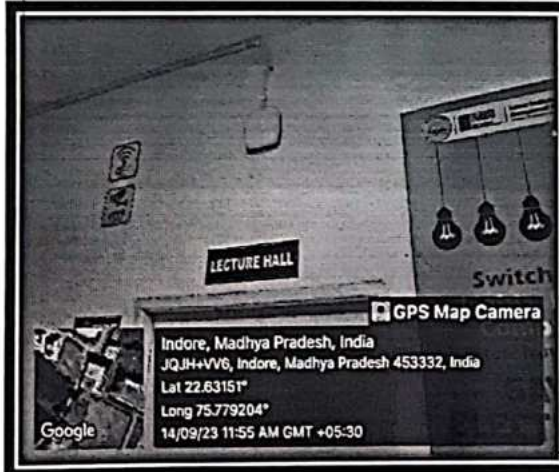 LECTURE HALL
Switch
GPS Map Camera
Indore, Madhya Pradesh, India
JQJH+VV6, Indore, Madhya Pradesh 453332, India
Lat 22.63151°
Long 75.779204°
14/09/23 11:55 AM GMT +05:30
Google